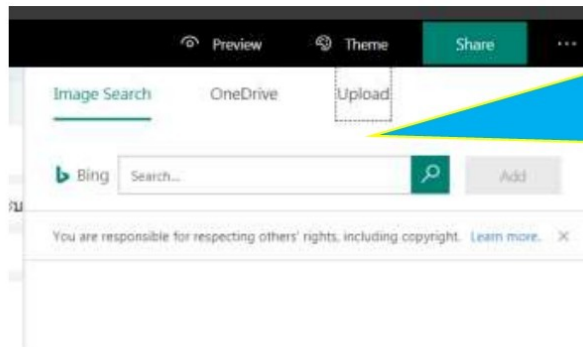 Preview Theme Share ...
Image Search OneDrive Upload
Bing Search... Add
You are responsible for respecting others' rights, including copyright. Learn more. ×